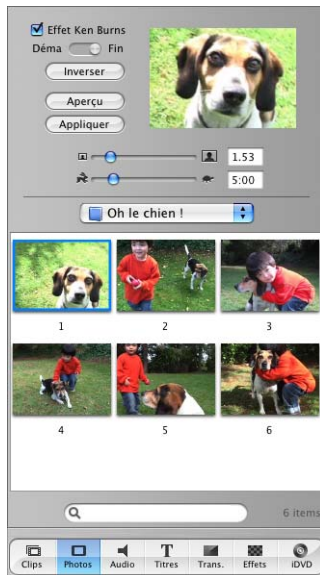 Effet Ken Burns
Déma Fin
Inverser
Aperçu
Appliquer
1.53
5:00
Oh le chien !
1 2 3
4 5 6
6 items
Clips Photos Audio Titres Trans. Effets iDVD